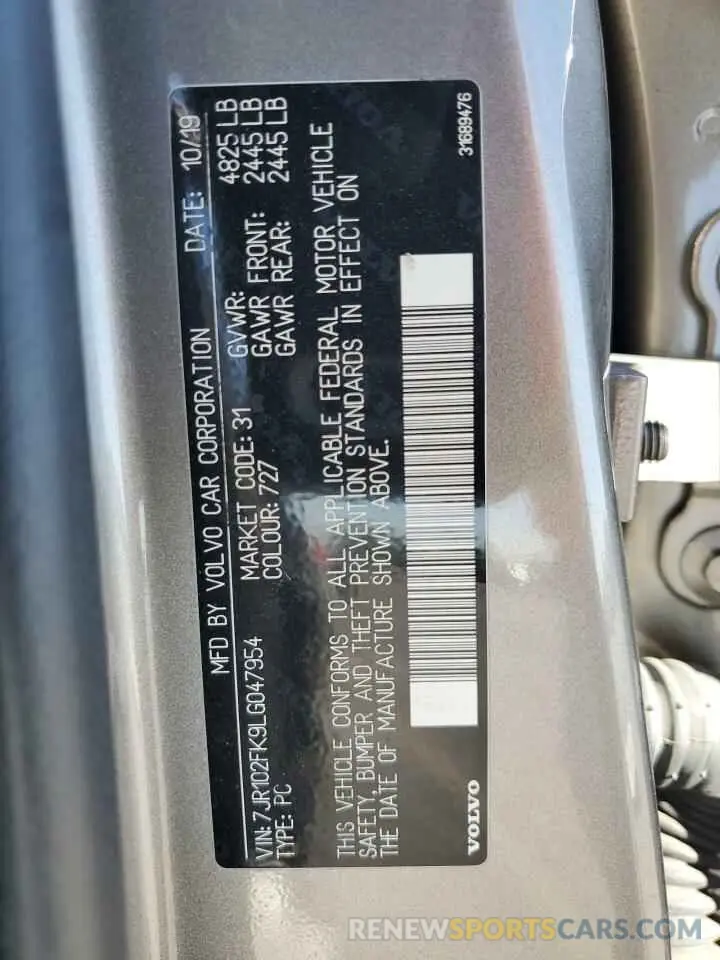 MFD BY VOLVO CAR CORPORATION DATE: 10/19
VIN: 7JR102FK9LG047954 MARKET CODE: 31 GVWR: 4825 LB
TYPE: PC COLOUR: 727 GAWR FRONT: 2445 LB
GAWR REAR: 2445 LB
THIS VEHICLE CONFORMS TO ALL APPLICABLE FEDERAL MOTOR VEHICLE
SAFETY, BUMPER AND THEFT PREVENTION STANDARDS IN EFFECT ON
THE DATE OF MANUFACTURE SHOWN ABOVE.
VOLVO 31689476
RENEWSPORTSCARS.COM